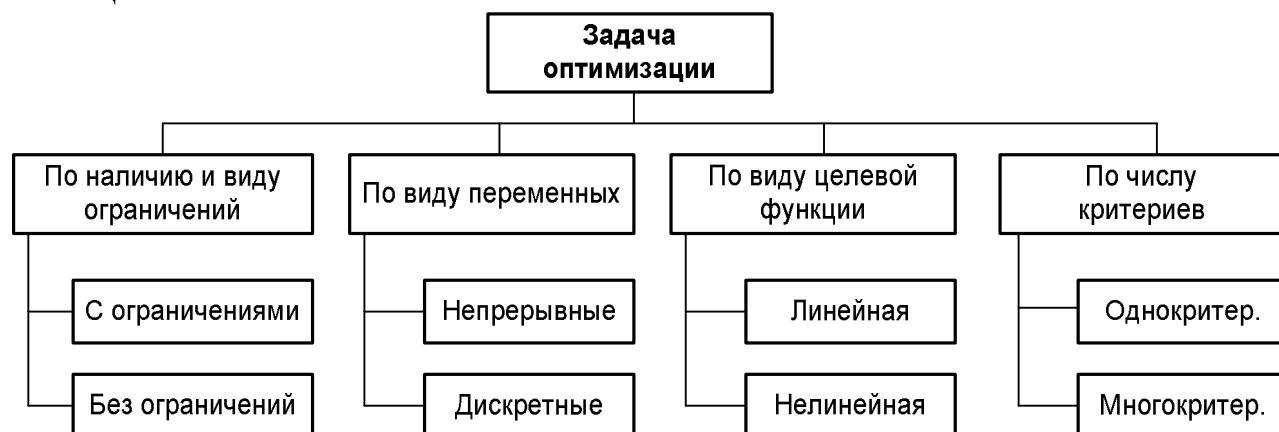 Задача
оптимизации
По наличию и виду
ограничений
По виду переменных
По виду целевой
функции
По числу
критериев
С ограничениями
Непрерывные
Линейная
Однокритер.
Без ограничений
Дискретные
Нелинейная
Многокритер.